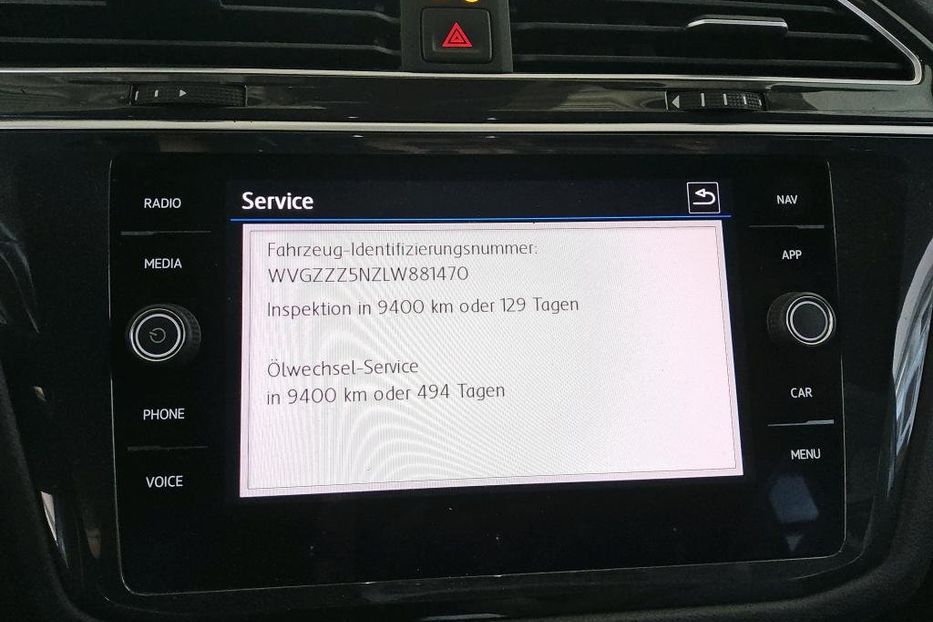 RADIO
MEDIA
PHONE
VOICE
Service
Fahrzeug-Identifizierungsnummer:
WVGZZZ5NZLW881470
Inspektion in 9400 km oder 129 Tagen
Ölwechsel-Service
in 9400 km oder 494 Tagen
NAV
APP
CAR
MENU